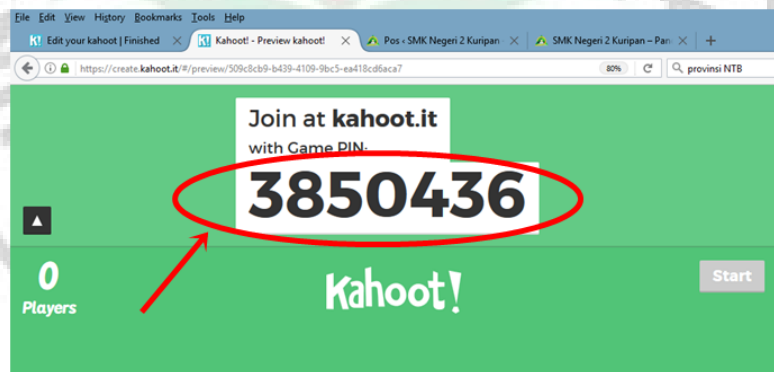 File Edit View History Bookmarks Tools Help
K! Edit your kahoot | Finished × K! Kahoot! - Preview kahoot! × Pos ‹ SMK Negeri 2 Kuripan × SMK Negeri 2 Kuripan – Pan × +
https://create.kahoot.it/#/preview/509c8cb9-b439-4109-9bc5-ea418cd6aca7 80% provinsi NTB
Join at kahoot.it
with Game PIN:
3850436
0
Players
Kahoot!
Start